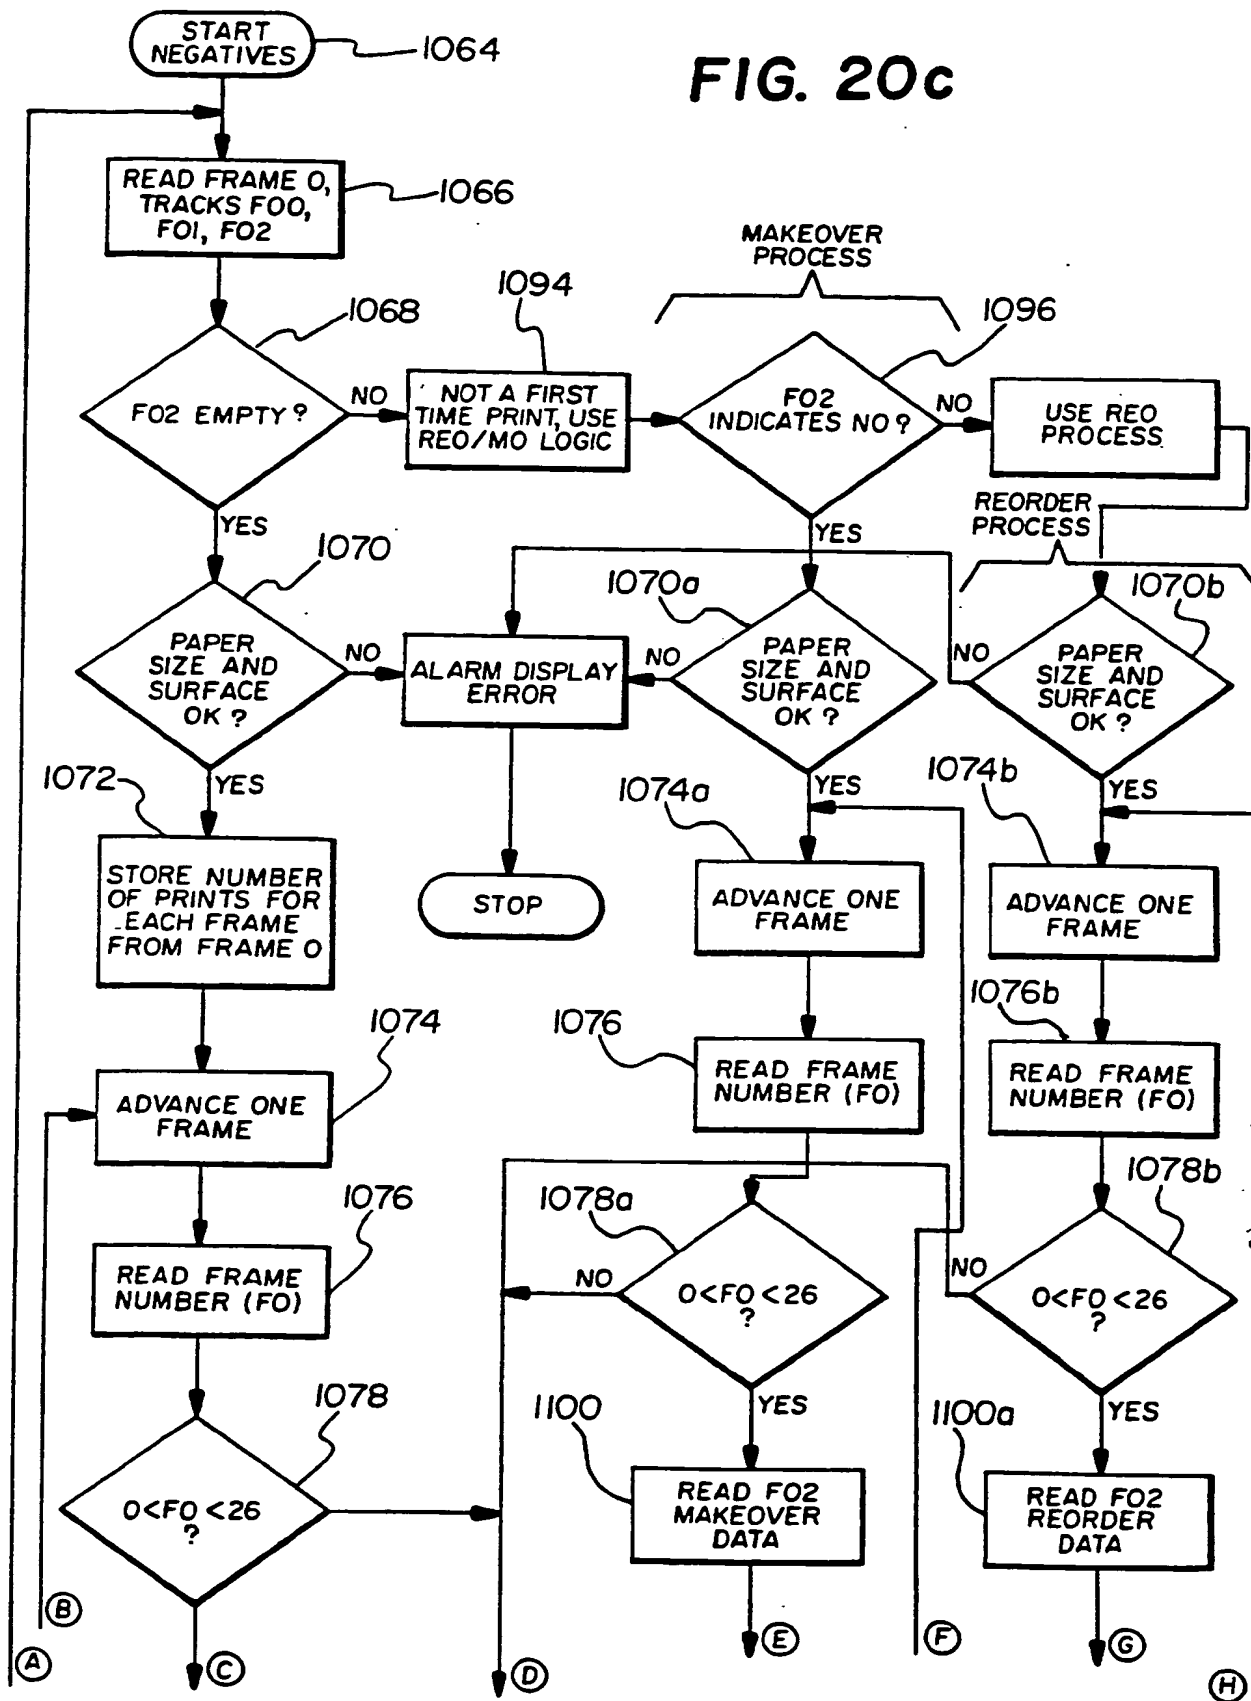 START
NEGATIVES
1064
FIG. 20c
READ FRAME 0,
TRACKS F00,
F01, F02
1066
MAKEOVER
PROCESS
1068
1094
1096
F02 EMPTY ?
NO
NOT A FIRST
TIME PRINT, USE
REO/MO LOGIC
F02
INDICATES NO ?
NO
USE REO
PROCESS
YES
YES
REORDER
PROCESS
1070
1070a
1070b
PAPER
SIZE AND
SURFACE
OK ?
NO
ALARM DISPLAY
ERROR
NO
PAPER
SIZE AND
SURFACE
OK ?
NO
PAPER
SIZE AND
SURFACE
OK ?
1072
YES
YES
1074a
YES
1074b
STORE NUMBER
OF PRINTS FOR
EACH FRAME
FROM FRAME 0
STOP
ADVANCE ONE
FRAME
ADVANCE ONE
FRAME
1074
1076
1076b
ADVANCE ONE
FRAME
READ FRAME
NUMBER (FO)
READ FRAME
NUMBER (FO)
1076
1078a
1078b
READ FRAME
NUMBER (FO)
NO
0<FO<26
?
NO
0<FO<26
?
1078
YES
1100
YES
1100a
0<FO<26
?
READ F02
MAKEOVER
DATA
READ F02
REORDER
DATA
A
B
C
D
E
F
G
H